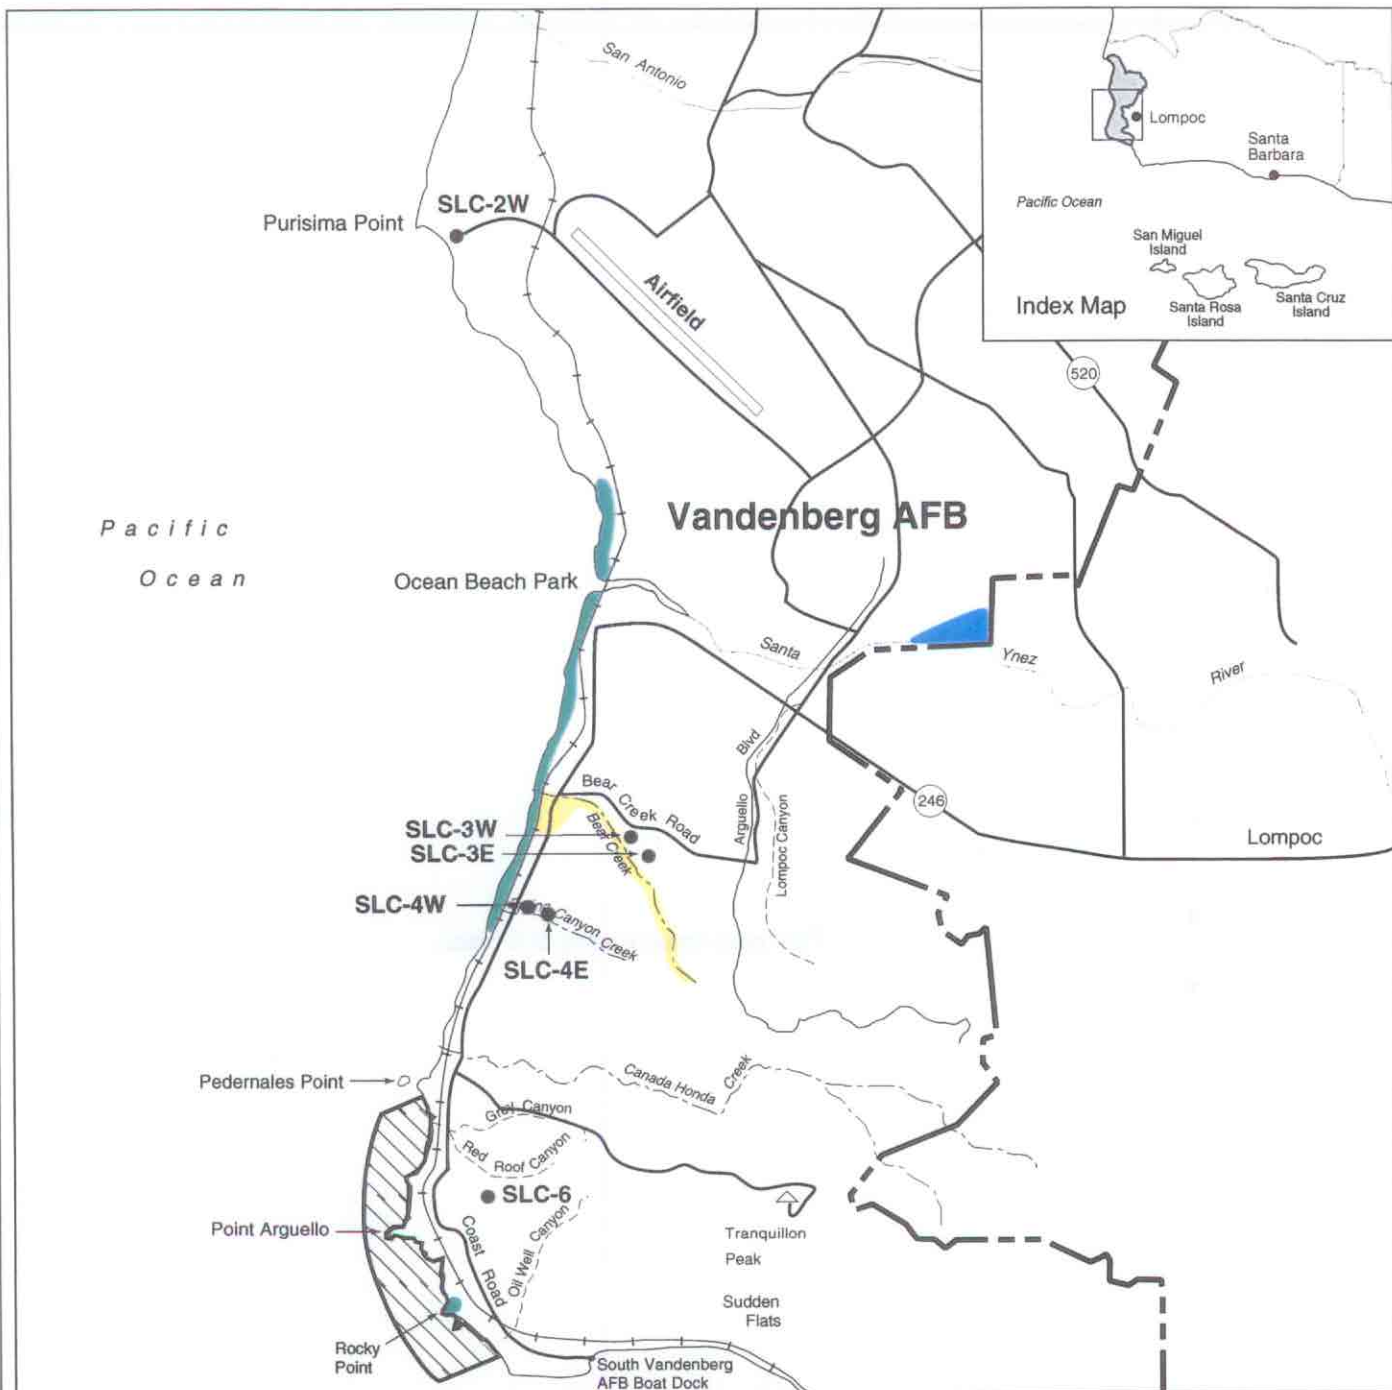 San Antonio
Lompoc
Santa
Barbara
Pacific Ocean
San Miguel
Island
Santa Rosa
Island
Santa Cruz
Island
Index Map
Purisima Point
SLC-2W
Airfield
520
Vandenberg AFB
Pacific
Ocean
Ocean Beach Park
Santa
Ynez
River
Blvd
Arguello
Lompoc Canyon
246
Lompoc
Bear Creek Road
Bear Creek
SLC-3W
SLC-3E
SLC-4W
Canyon Creek
SLC-4E
Canada Honda Creek
Pedernales Point
Grey Canyon
Red Roof Canyon
SLC-6
Oil Well Canyon
Coast Road
Point Arguello
Tranquillon
Peak
Sudden
Flats
Rocky
Point
South Vandenberg
AFB Boat Dock